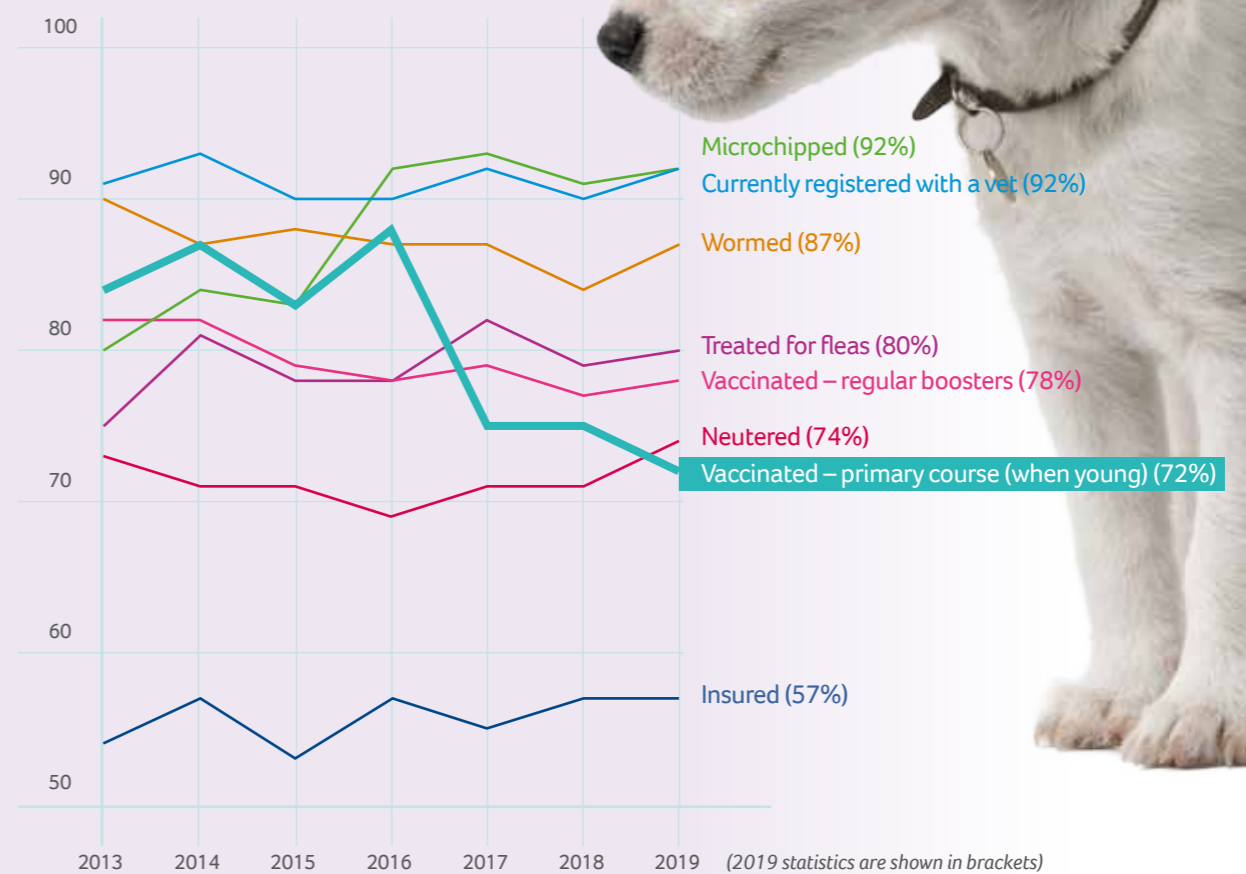 100
90
80
70
60
50
Microchipped (92%)
Currently registered with a vet (92%)
Wormed (87%)
Treated for fleas (80%)
Vaccinated – regular boosters (78%)
Neutered (74%)
Vaccinated – primary course (when young) (72%)
Insured (57%)
2013 2014 2015 2016 2017 2018 2019 (2019 statistics are shown in brackets)